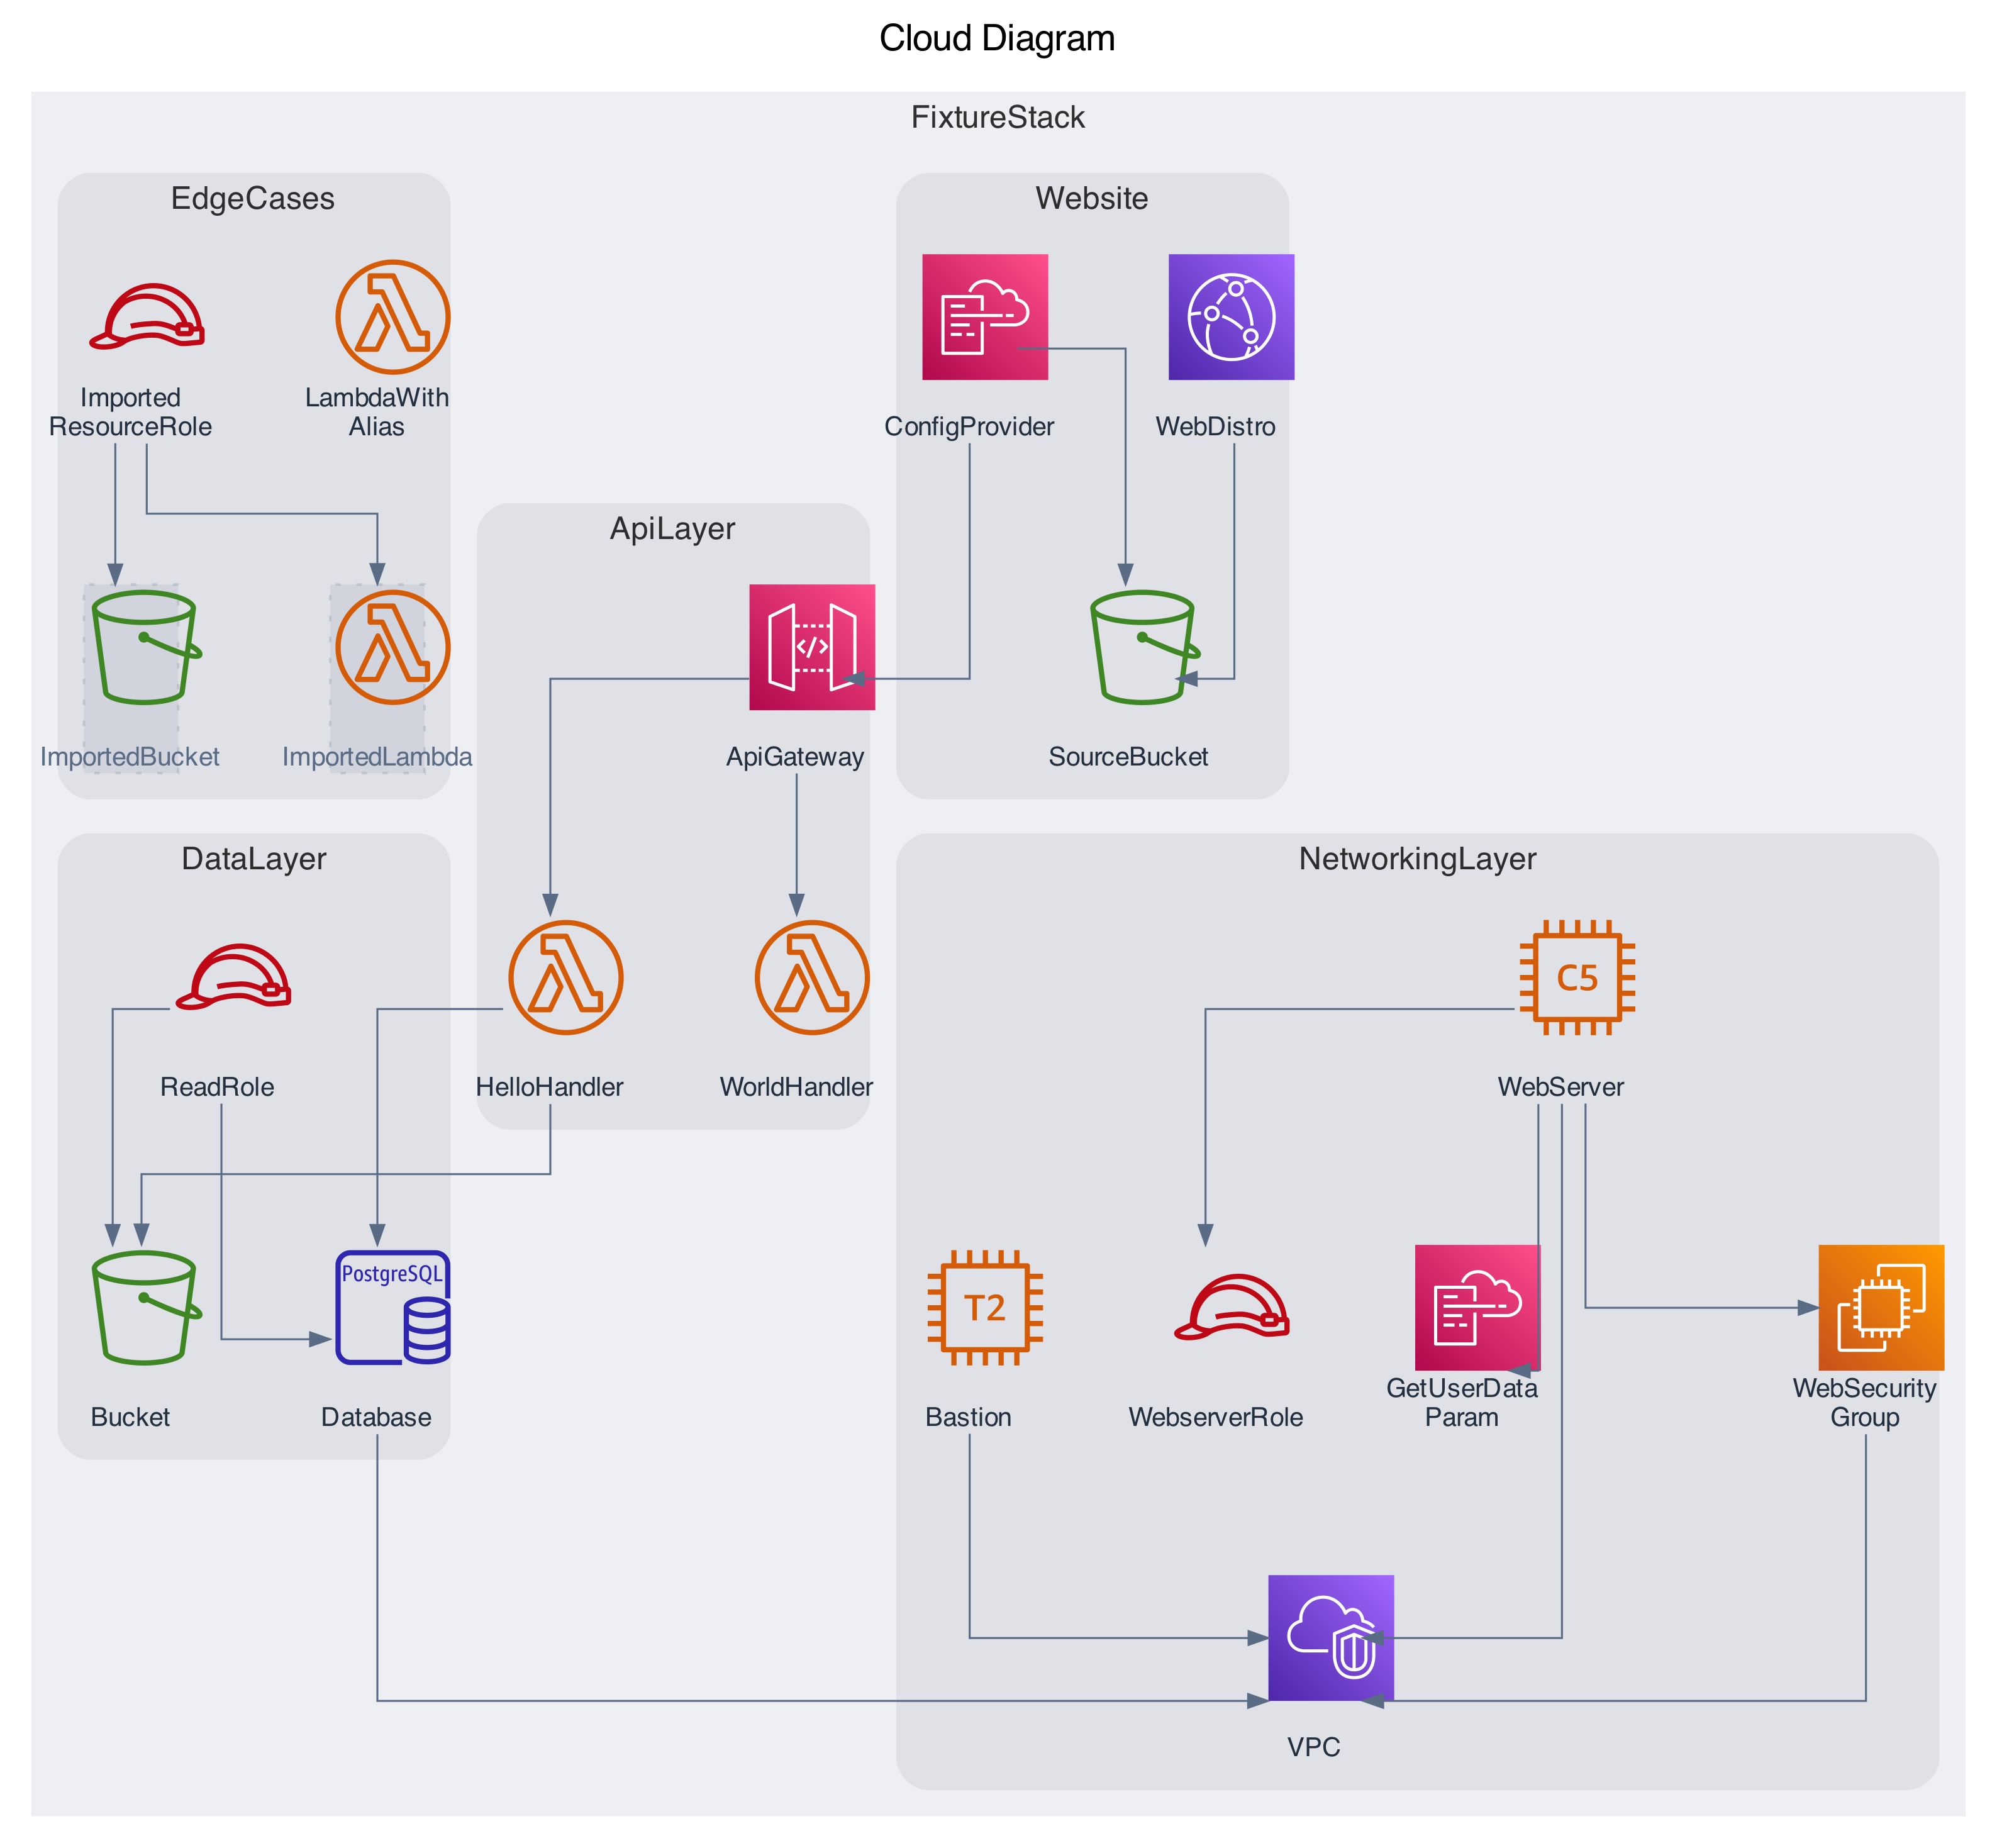 Cloud Diagram
FixtureStack
EdgeCases
Imported
ResourceRole
LambdaWith
Alias
ImportedBucket
ImportedLambda
Website
ConfigProvider
WebDistro
SourceBucket
ApiLayer
</>
ApiGateway
HelloHandler
WorldHandler
DataLayer
ReadRole
Bucket
PostgreSQL
Database
NetworkingLayer
C5
WebServer
T2
Bastion
WebserverRole
GetUserData
Param
WebSecurity
Group
VPC